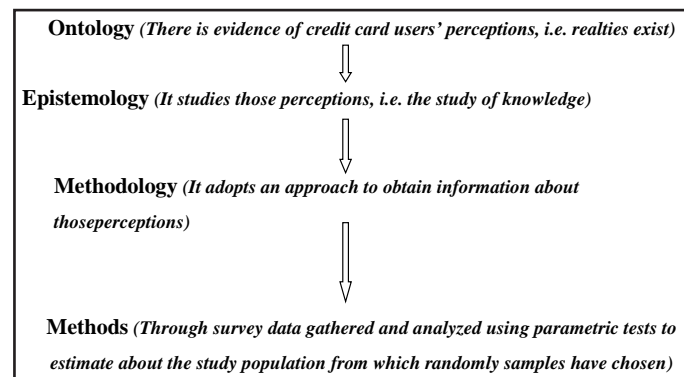 Ontology (There is evidence of credit card users’ perceptions, i.e. realties exist)
Epistemology (It studies those perceptions, i.e. the study of knowledge)
Methodology (It adopts an approach to obtain information about
thoseperceptions)
Methods (Through survey data gathered and analyzed using parametric tests to
estimate about the study population from which randomly samples have chosen)